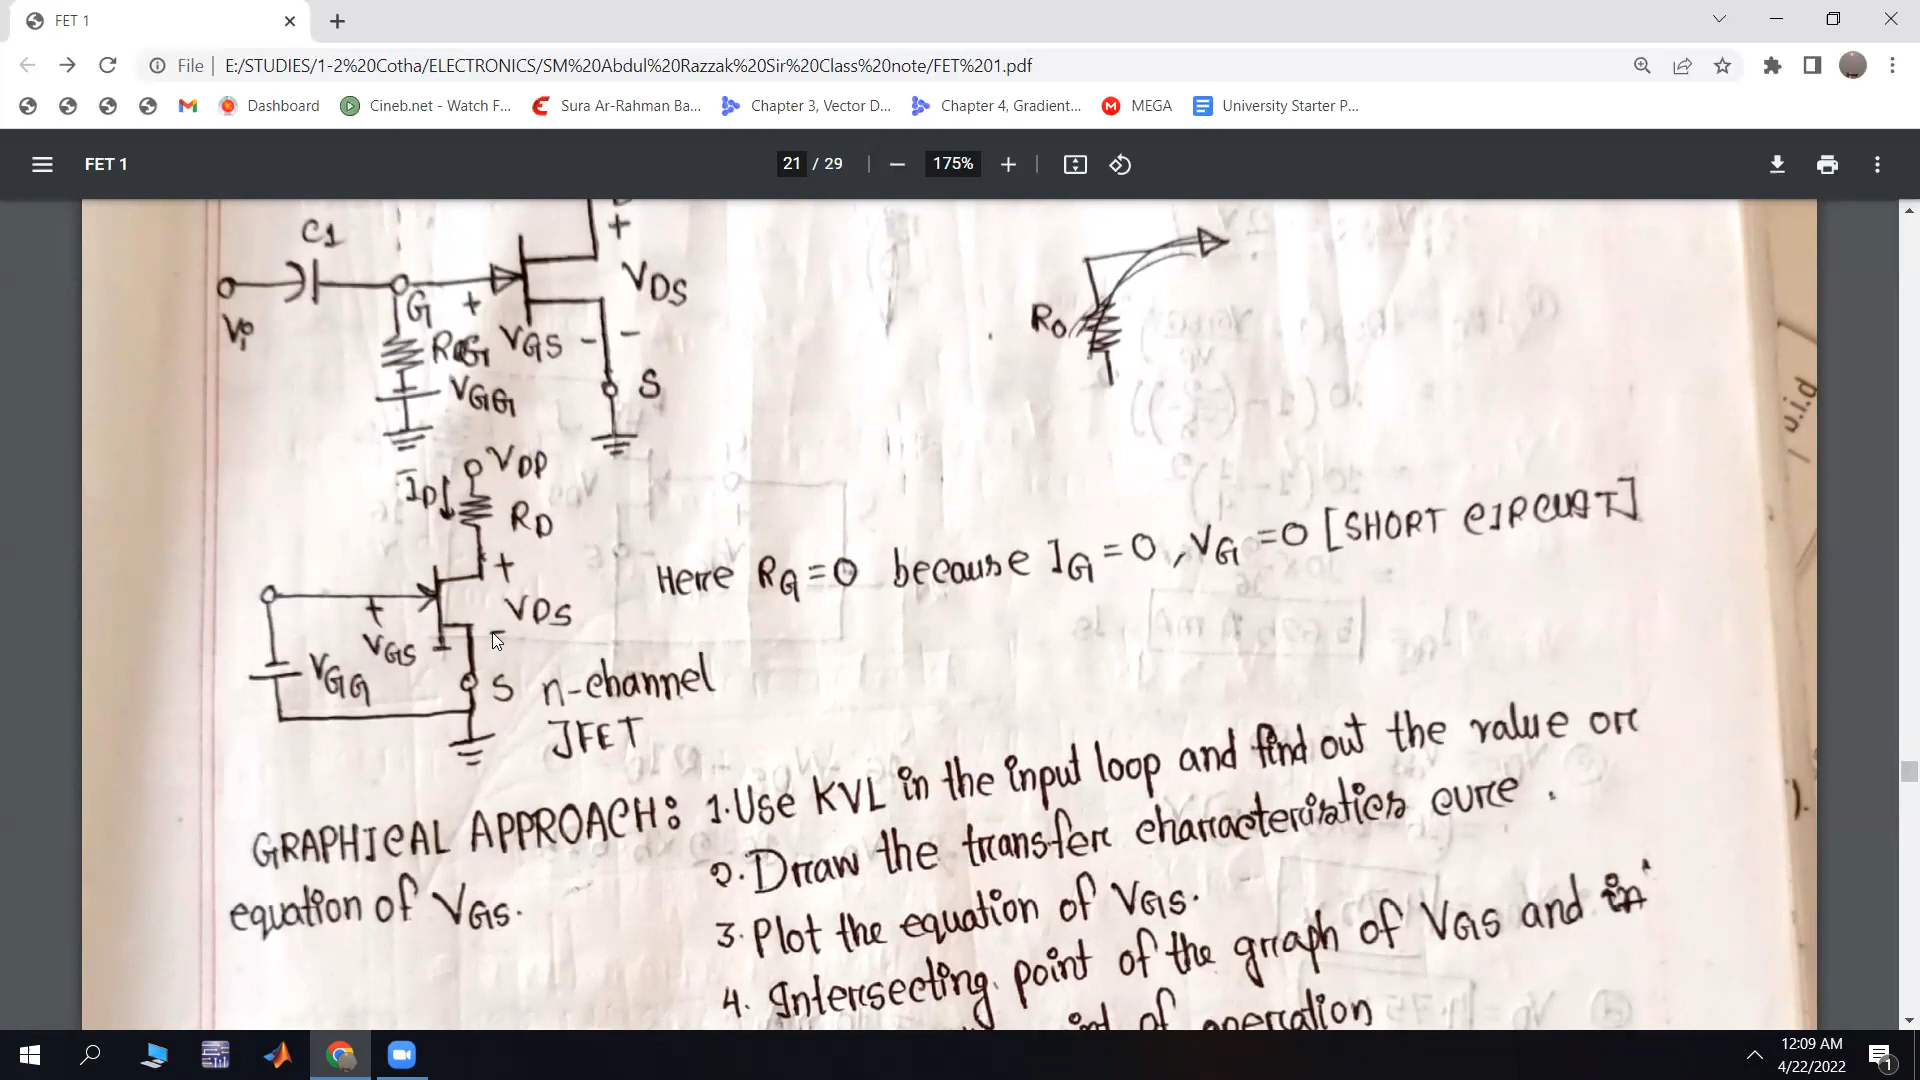 FET 1
File E:/STUDIES/1-2%20Cotha/ELECTRONICS/SM%20Abdul%20Razzak%20Sir%20Class%20note/FET%201.pdf
Dashboard Cineb.net - Watch F... Sura Ar-Rahman Ba... Chapter 3, Vector D... Chapter 4, Gradient... MEGA University Starter P...
FET 1 21 / 29 175%
C1
+
VDS
G
+
Vi
RG VGS - -
VGG
S
Ro
VDD
ID
RD
+
VDS
Here RG = 0 because IG = 0, VG = 0 [SHORT CIRCUIT]
+
VGS -
-
VGG
S n-channel
JFET
GRAPHICAL APPROACH: 1. Use KVL in the input loop and find out the value or
equation of VGS.
2. Draw the transfer characteristics curve.
3. Plot the equation of VGS.
4. Intersecting point of the graph of VGS and
of operation
12:09 AM
4/22/2022
1